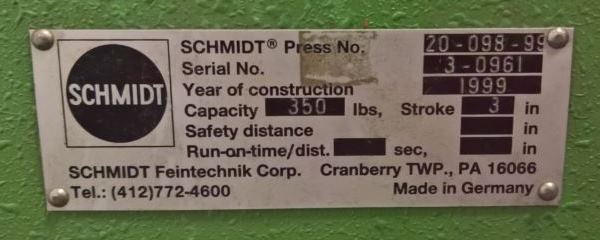 SCHMIDT
SCHMIDT® Press No. 20-098-99
Serial No. 3-0961
Year of construction 1999
Capacity 350 lbs, Stroke 3 in
Safety distance in
Run-on-time/dist. sec, in
SCHMIDT Feintechnik Corp. Cranberry TWP., PA 16066
Tel.: (412)772-4600 Made in Germany